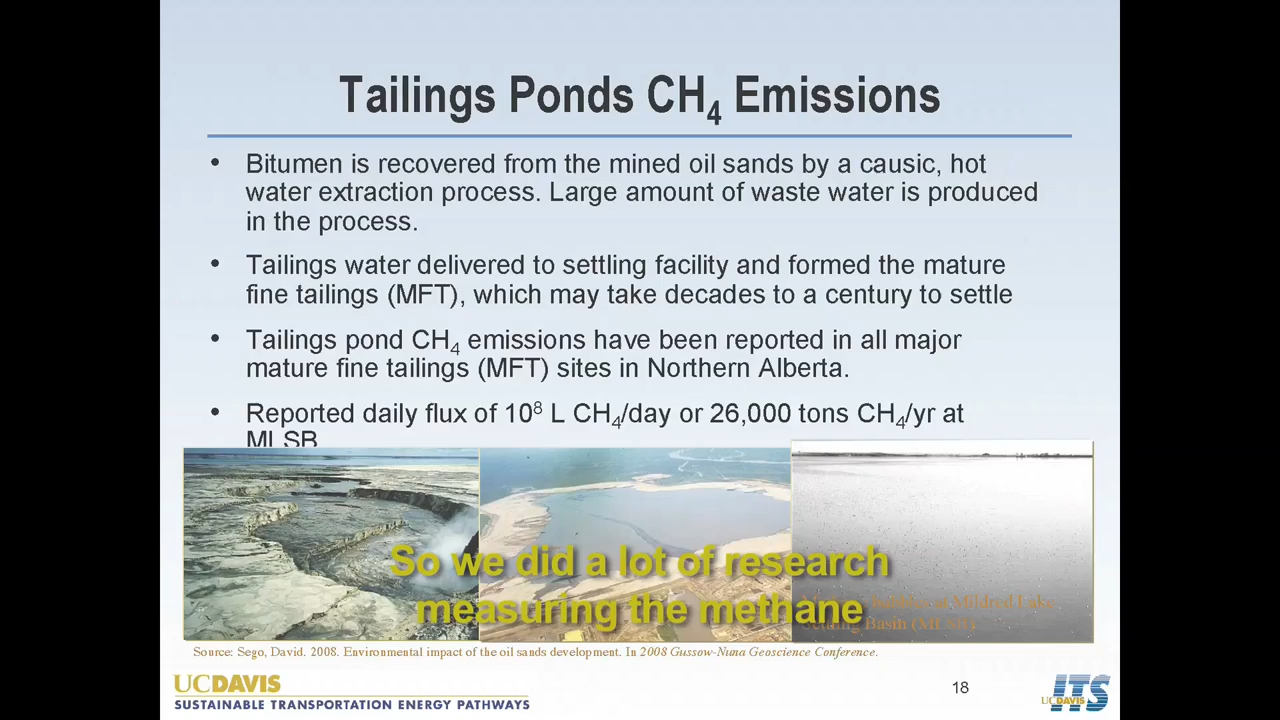 Tailings Ponds CH₄ Emissions
• Bitumen is recovered from the mined oil sands by a causic, hot
water extraction process. Large amount of waste water is produced
in the process.
• Tailings water delivered to settling facility and formed the mature
fine tailings (MFT), which may take decades to a century to settle
• Tailings pond CH₄ emissions have been reported in all major
mature fine tailings (MFT) sites in Northern Alberta.
• Reported daily flux of 10⁸ L CH₄/day or 26,000 tons CH₄/yr at
MLSB
So we did a lot of research
measuring the methane
at Mildred Lake
Settling Basin (MLSB)
Source: Sego, David. 2008. Environmental impact of the oil sands development. In 2008 Gussow-Nuna Geoscience Conference.
UCDAVIS
SUSTAINABLE TRANSPORTATION ENERGY PATHWAYS
18
UCDAVIS
ITS